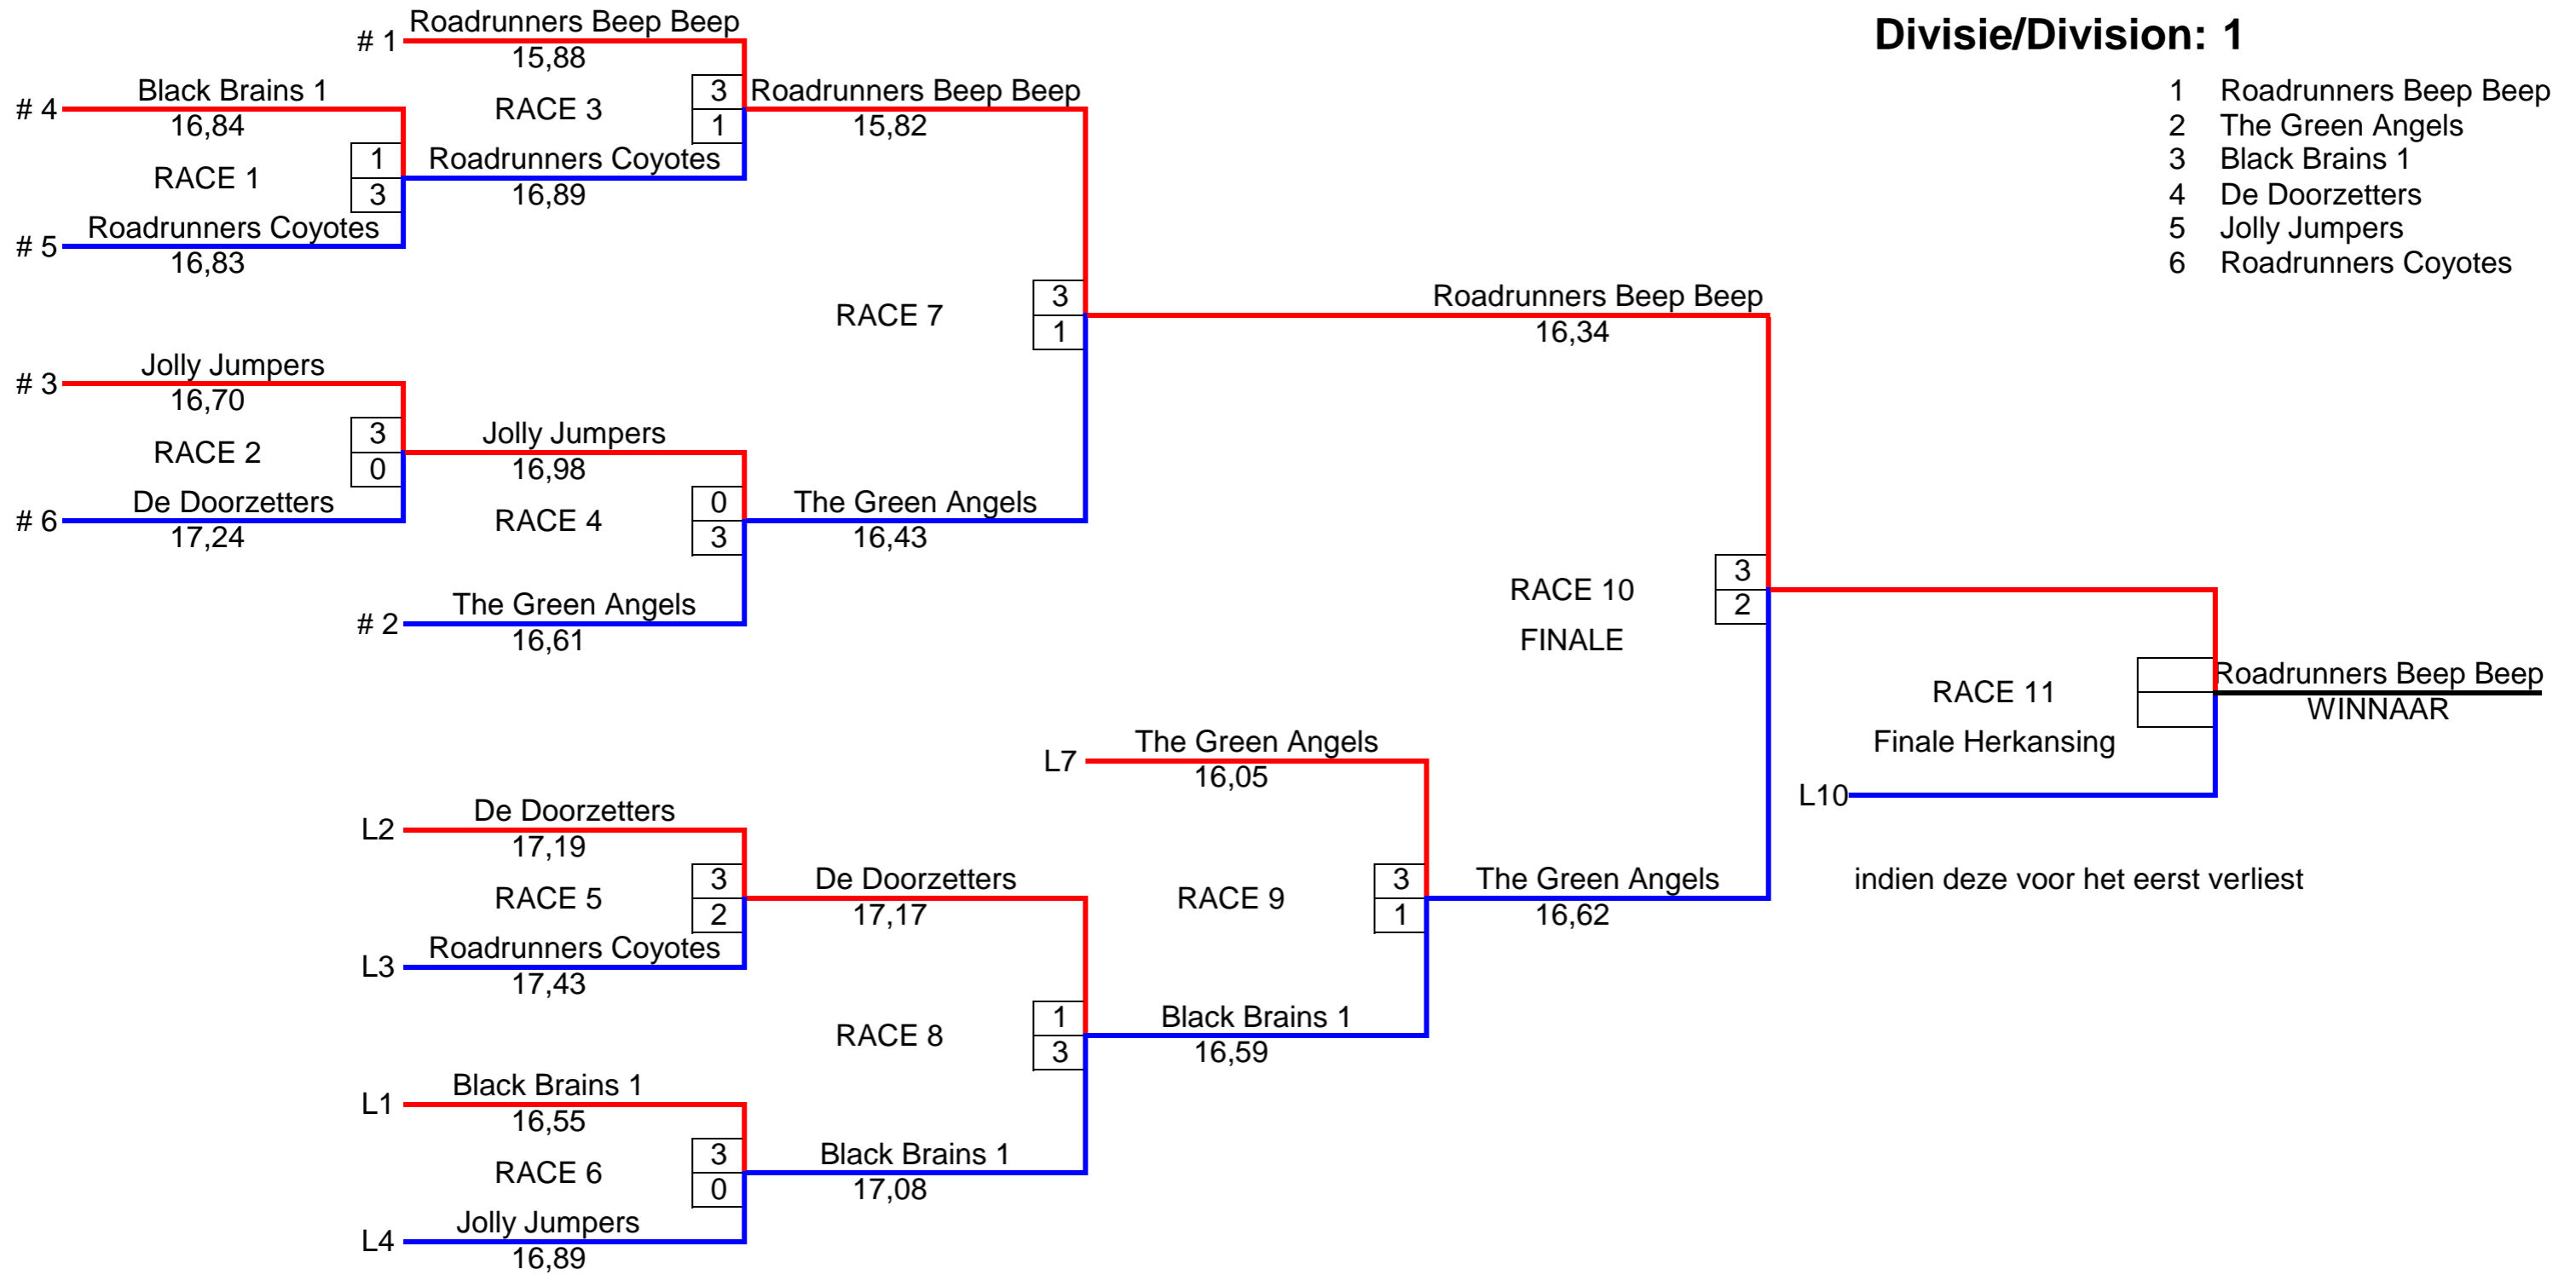 Divisie/Division: 1
1 Roadrunners Beep Beep
2 The Green Angels
3 Black Brains 1
4 De Doorzetters
5 Jolly Jumpers
6 Roadrunners Coyotes
# 1 Roadrunners Beep Beep
15,88
RACE 3
3
1
Roadrunners Coyotes
16,89
# 4 Black Brains 1
16,84
RACE 1
1
3
# 5 Roadrunners Coyotes
16,83
Roadrunners Beep Beep
15,82
RACE 7
3
1
# 3 Jolly Jumpers
16,70
RACE 2
3
0
# 6 De Doorzetters
17,24
Jolly Jumpers
16,98
RACE 4
0
3
# 2 The Green Angels
16,61
The Green Angels
16,43
Roadrunners Beep Beep
16,34
RACE 10
FINALE
3
2
RACE 11
Finale Herkansing
Roadrunners Beep Beep
WINNAAR
L10
indien deze voor het eerst verliest
L7 The Green Angels
16,05
RACE 9
3
1
The Green Angels
16,62
L2 De Doorzetters
17,19
RACE 5
3
2
L3 Roadrunners Coyotes
17,43
De Doorzetters
17,17
RACE 8
1
3
Black Brains 1
16,59
L1 Black Brains 1
16,55
RACE 6
3
0
L4 Jolly Jumpers
16,89
Black Brains 1
17,08